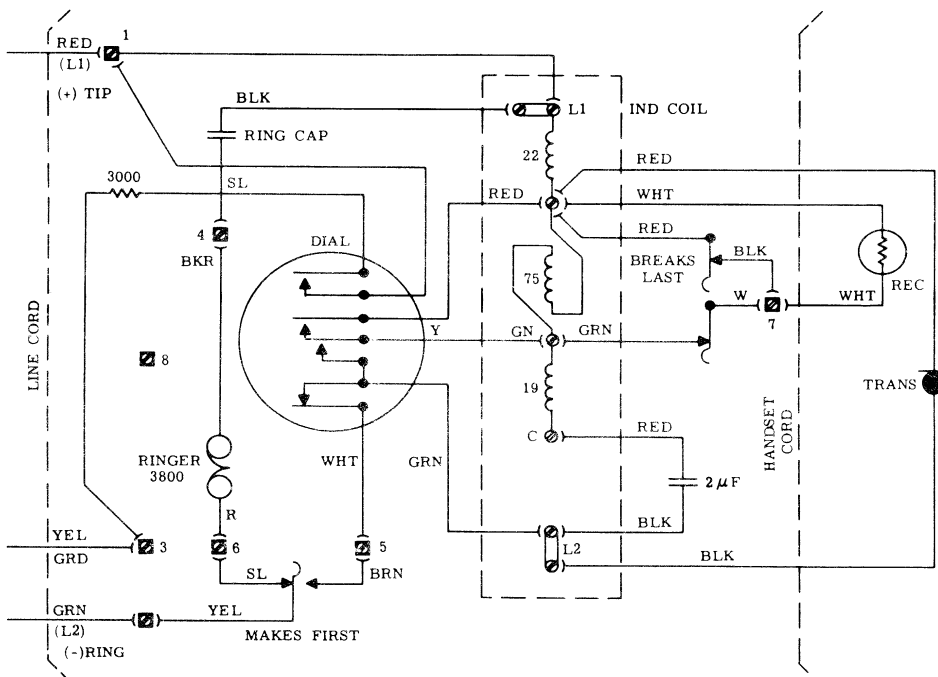 1
RED
(L1)
(+) TIP
BLK
L1
IND COIL
RING CAP
22
RED
3000
SL
RED
WHT
4
DIAL
RED
BKR
BREAKS
LAST
BLK
REC
75
W
WHT
7
Y
GN
GRN
LINE CORD
8
19
TRANS
C
RED
HANDSET
CORD
RINGER
3800
WHT
GRN
2μF
R
BLK
YEL
GRD
3
6
5
L2
BLK
SL
BRN
GRN
(L2)
(-)RING
YEL
MAKES FIRST